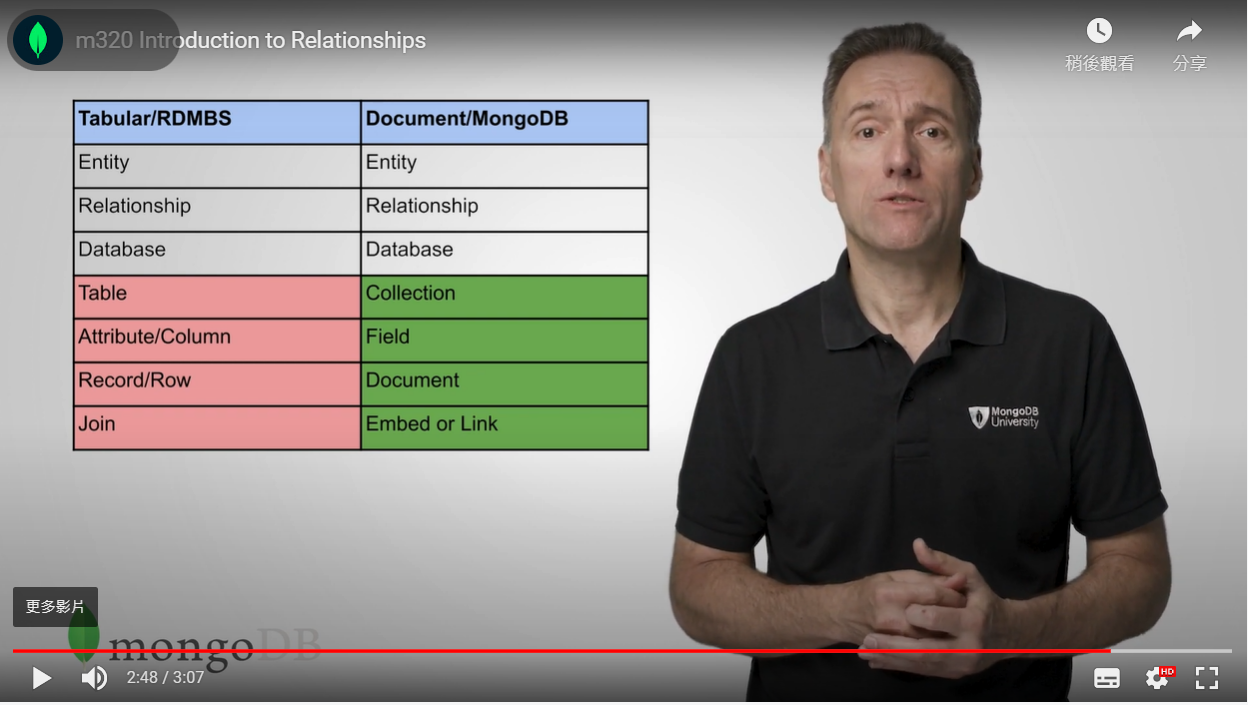 m320 Introduction to Relationships
稍後觀看
分享
Tabular/RDMBS Document/MongoDB
Entity Entity
Relationship Relationship
Database Database
Table Collection
Attribute/Column Field
Record/Row Document
Join Embed or Link
MongoDB
University
更多影片
mongoDB
2:48 / 3:07
HD